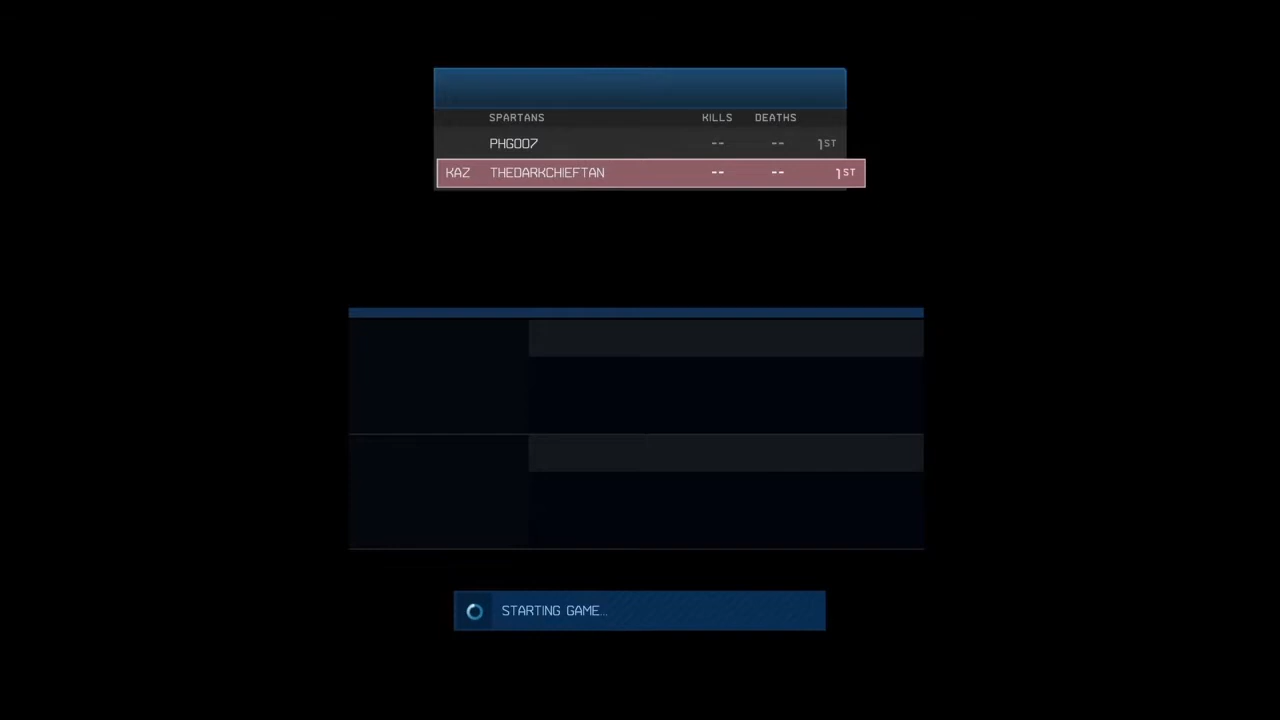 SPARTANS KILLS DEATHS
PHG007 -- -- 1ST
KAZ THEDARKCHIEFTAN -- -- 1ST
STARTING GAME...